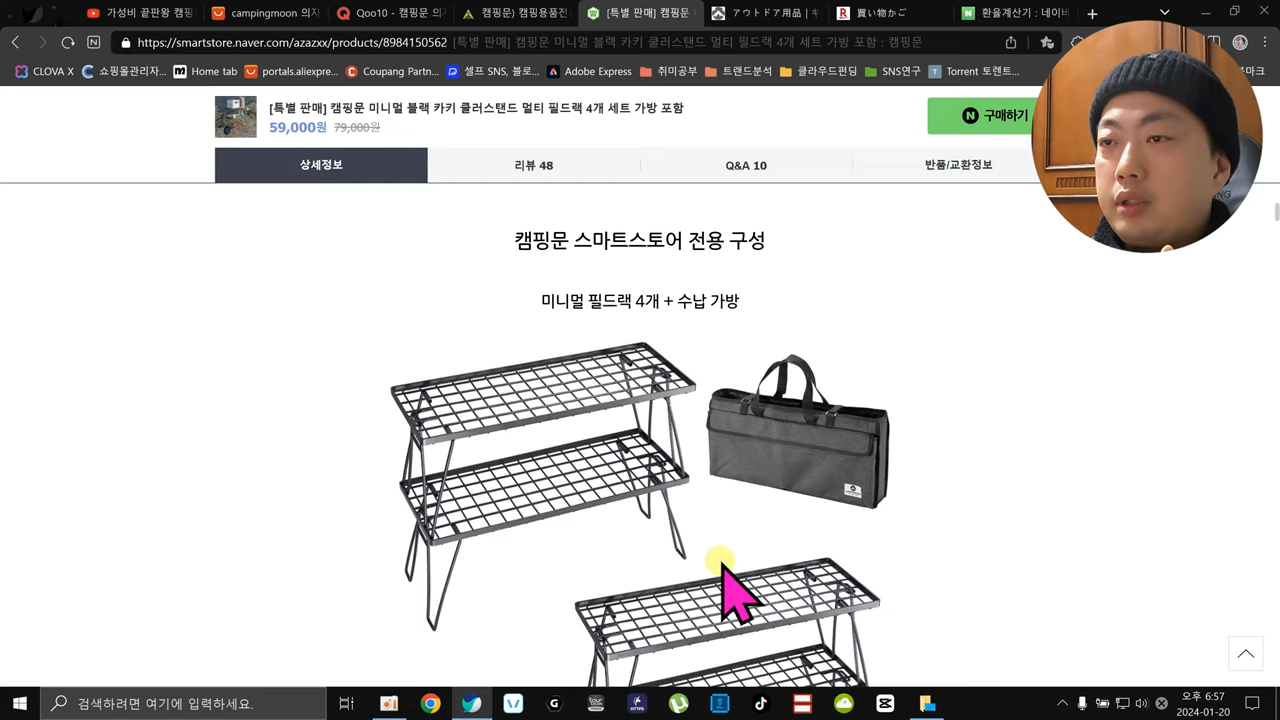 가성비 끝판왕 캠핑
campingmoon 의자
Qoo10 - 캠핑문 의자
캠핑문) 캠핑용품전
[특별 판매] 캠핑문
アウトドア用品 | キ
買い物かご
환율계산기 : 네이버
https://smartstore.naver.com/azazxx/products/8984150562
[특별 판매] 캠핑문 미니멀 블랙 카키 쿨러스탠드 멀티 필드랙 4개 세트 가방 포함 : 캠핑문
CLOVA X
쇼핑몰관리자...
Home tab
portals.aliexpre...
Coupang Partn...
셀프 SNS, 블로...
Adobe Express
취미공부
트랜드분석
클라우드펀딩
SNS연구
Torrent 토렌트...
북마크
[특별 판매] 캠핑문 미니멀 블랙 카키 쿨러스탠드 멀티 필드랙 4개 세트 가방 포함
59,000원 79,000원
N 구매하기
상세정보
리뷰 48
Q&A 10
반품/교환정보
캠핑문 스마트스토어 전용 구성
미니멀 필드랙 4개 + 수납 가방
검색하려면 여기에 입력하세요.
오후 6:57
2024-01-20